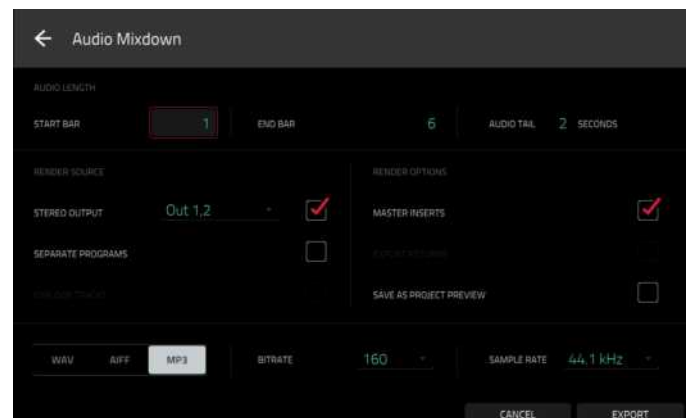 Audio Mixdown
AUDIO LENGTH
START BAR 1 END BAR 6 AUDIO TAIL 2 SECONDS
RENDER SOURCE RENDER OPTIONS
STEREO OUTPUT Out 1,2 MASTER INSERTS
SEPARATE PROGRAMS
SAVE AS PROJECT PREVIEW
WAV AIFF MP3 BITRATE 160 SAMPLE RATE 44.1 kHz
CANCEL EXPORT